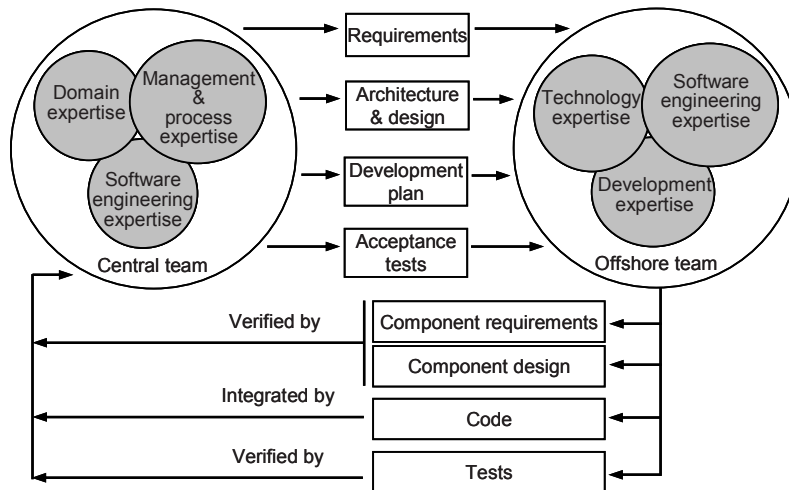 Requirements
Domain
expertise
Management
&
process
expertise
Software
engineering
expertise
Central team
Architecture
& design
Development
plan
Acceptance
tests
Technology
expertise
Software
engineering
expertise
Development
expertise
Offshore team
Verified by
Component requirements
Component design
Integrated by
Code
Verified by
Tests